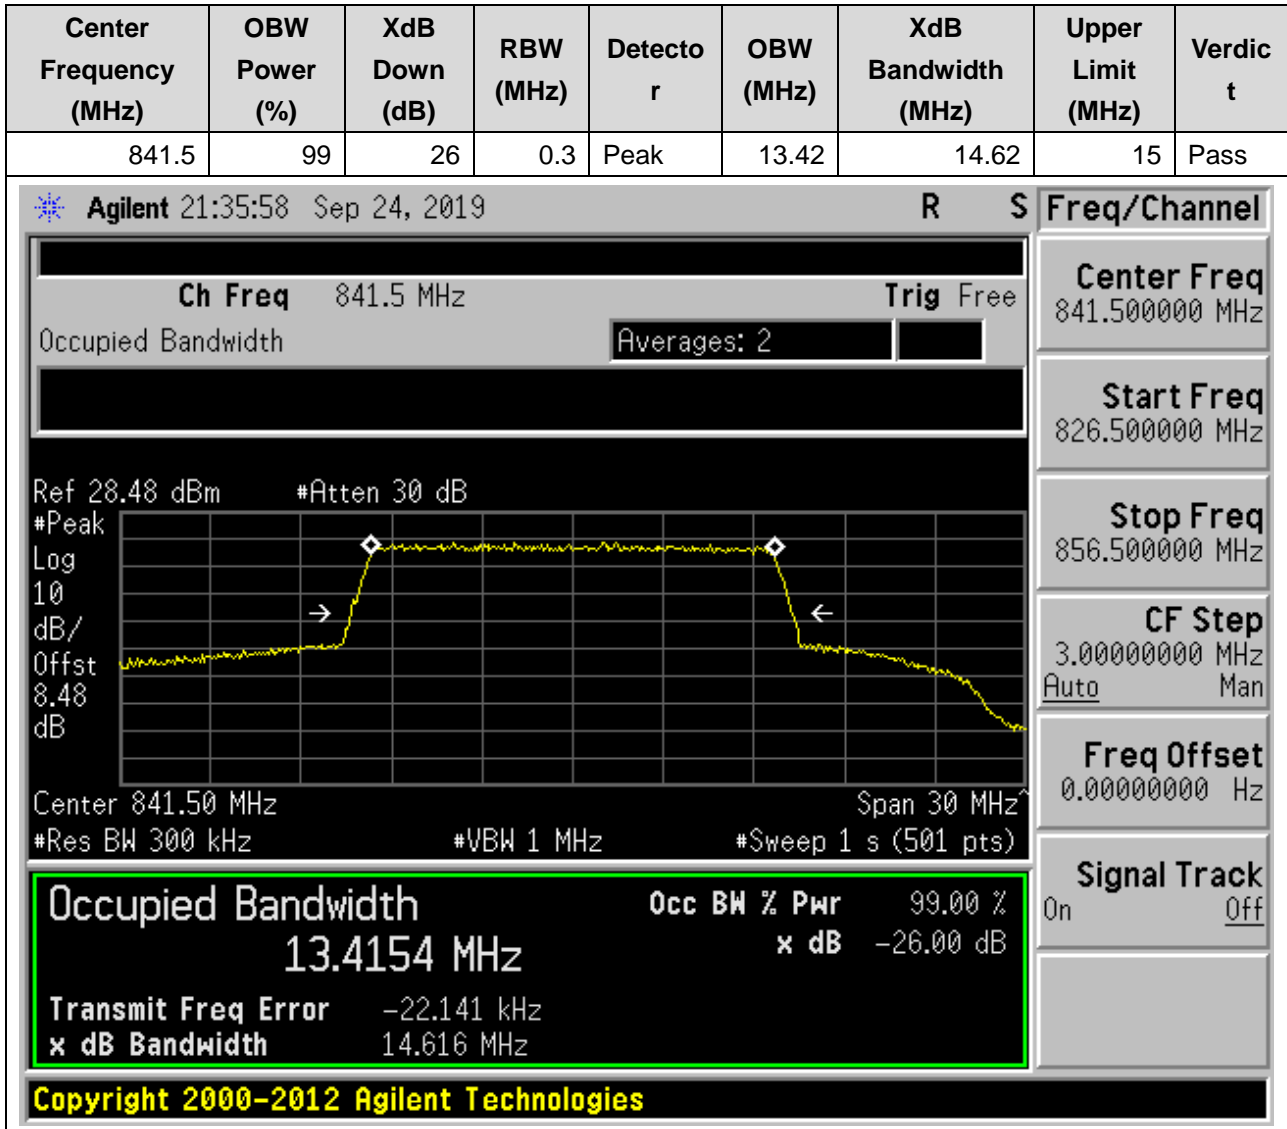 Center Frequency (MHz) OBW Power (%) XdB Down (dB) RBW (MHz) Detecto r OBW (MHz) XdB Bandwidth (MHz) Upper Limit (MHz) Verdic t
841.5 99 26 0.3 Peak 13.42 14.62 15 Pass
Agilent 21:35:58 Sep 24, 2019 R S
Ch Freq 841.5 MHz Trig Free
Occupied Bandwidth Averages: 2
Ref 28.48 dBm #Atten 30 dB
#Peak
Log
10
dB/
Offst
8.48
dB
Center 841.50 MHz Span 30 MHz^
#Res BW 300 kHz #VBW 1 MHz #Sweep 1 s (501 pts)
Occupied Bandwidth Occ BW % Pwr 99.00 %
13.4154 MHz x dB -26.00 dB
Transmit Freq Error -22.141 kHz
x dB Bandwidth 14.616 MHz
Copyright 2000-2012 Agilent Technologies
Freq/Channel
Center Freq
841.500000 MHz
Start Freq
826.500000 MHz
Stop Freq
856.500000 MHz
CF Step
3.00000000 MHz
Auto Man
Freq Offset
0.00000000 Hz
Signal Track
On Off